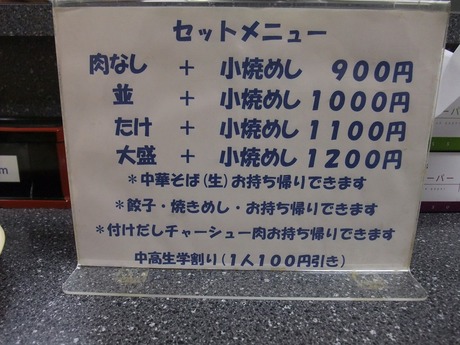 セットメニュー
肉なし + 小焼めし 900円
並 + 小焼めし 1000円
たけ + 小焼めし 1100円
大盛 + 小焼めし 1200円
*中華そば(生)お持ち帰りできます
*餃子・焼きめし・お持ち帰りできます
*付けだしチャーシュー肉お持ち帰りできます
中高生学割り(1人100円引き)